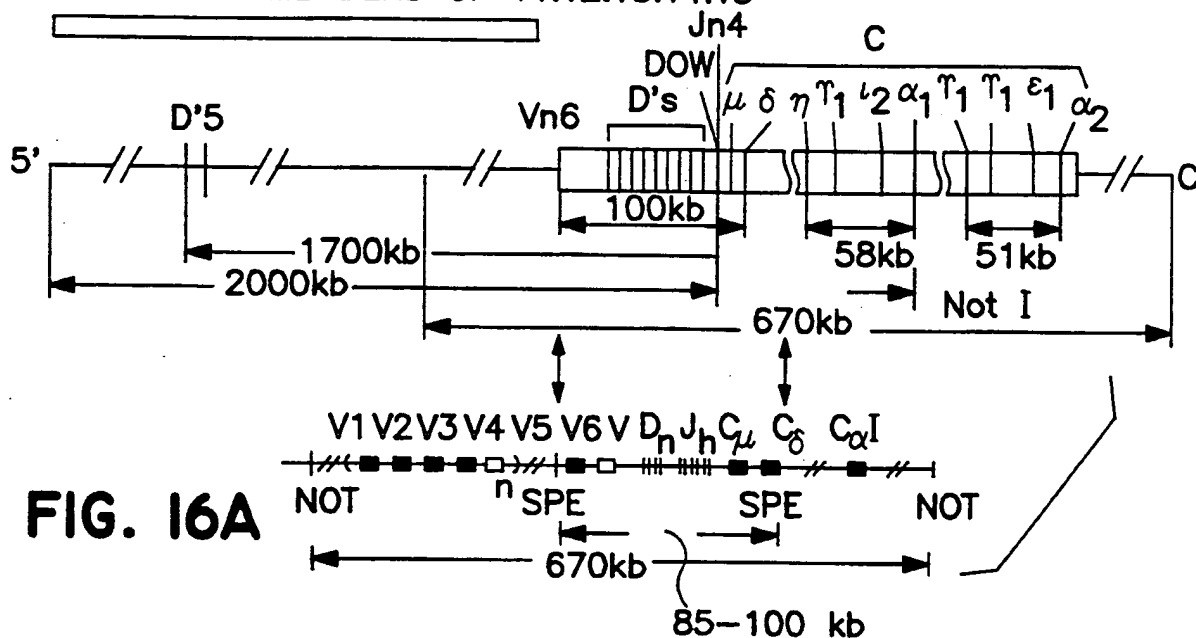 Jn4
C
DOW
D's
μ δ η γ1 ι2 α1 γ1 γ1 ε1 α2
Vn6
D'5
5'
C
100kb
1700kb
58kb
51kb
2000kb
Not I
670kb
V1 V2 V3 V4 V5 V6 V Dn Jh Cμ Cδ CαI
n
NOT
SPE
SPE
NOT
FIG. 16A
670kb
85-100 kb